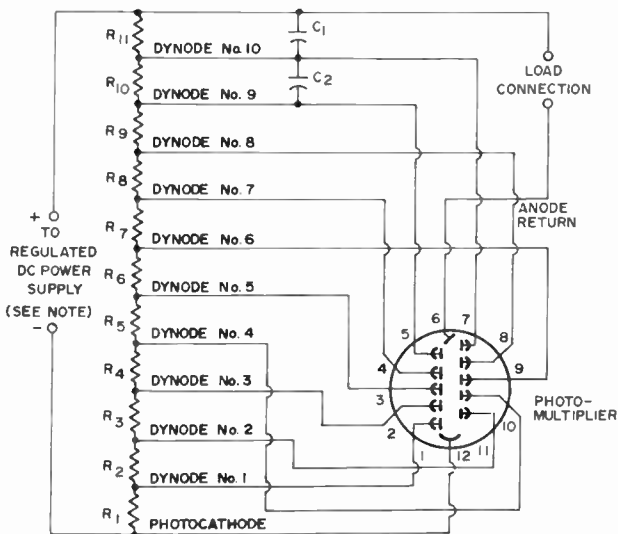 R11
C1
DYNODE No. 10
R10
C2
LOAD
CONNECTION
DYNODE No. 9
R9
DYNODE No. 8
R8
DYNODE No. 7
R7
ANODE
RETURN
+
TO
REGULATED
DC POWER
SUPPLY
(SEE NOTE)
-
DYNODE No. 6
R6
DYNODE No. 5
R5
DYNODE No. 4
R4
DYNODE No. 3
R3
DYNODE No. 2
R2
DYNODE No. 1
R1
PHOTOCATHODE
5
6
7
8
4
9
3
PHOTO-
MULTIPLIER
2
10
1
12
11